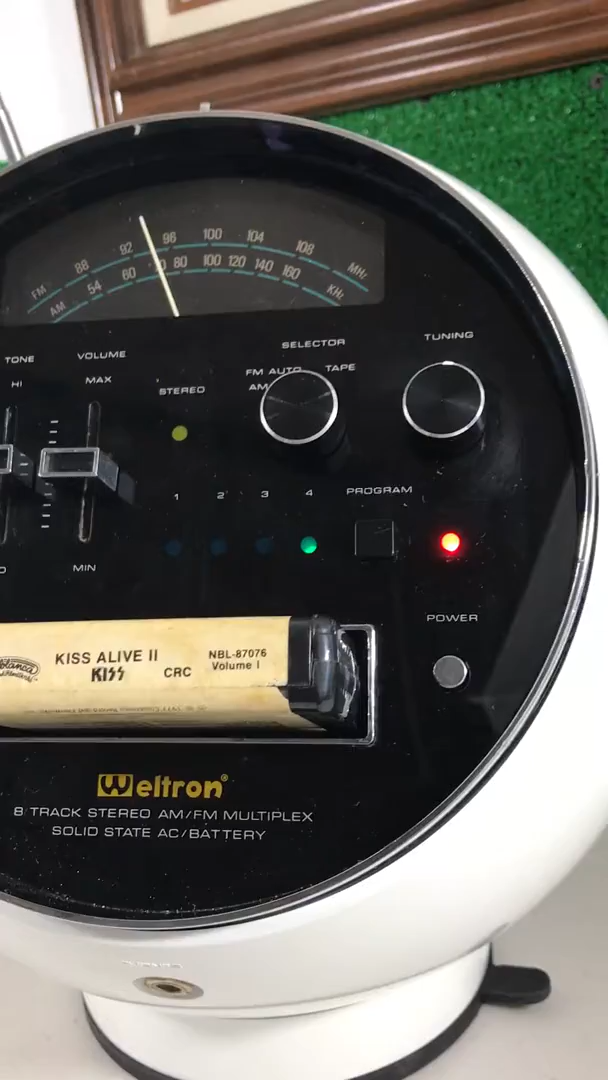 FM 88 92 96 100 104 108 MHz
AM 54 60 70 80 100 120 140 160 KHz
TONE VOLUME SELECTOR TUNING
HI MAX STEREO FM AUTO TAPE
AM
1 2 3 4 PROGRAM
MIN
POWER
KISS ALIVE II NBL-87076
KISS CRC Volume I
Weltron®
8 TRACK STEREO AM/FM MULTIPLEX
SOLID STATE AC/BATTERY